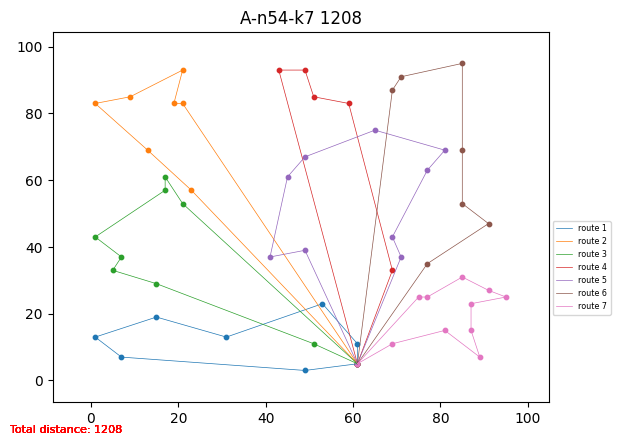 A-n54-k7 1208
100
80
60
40
20
0
0 20 40 60 80 100
route 1
route 2
route 3
route 4
route 5
route 6
route 7
Total distance: 1208